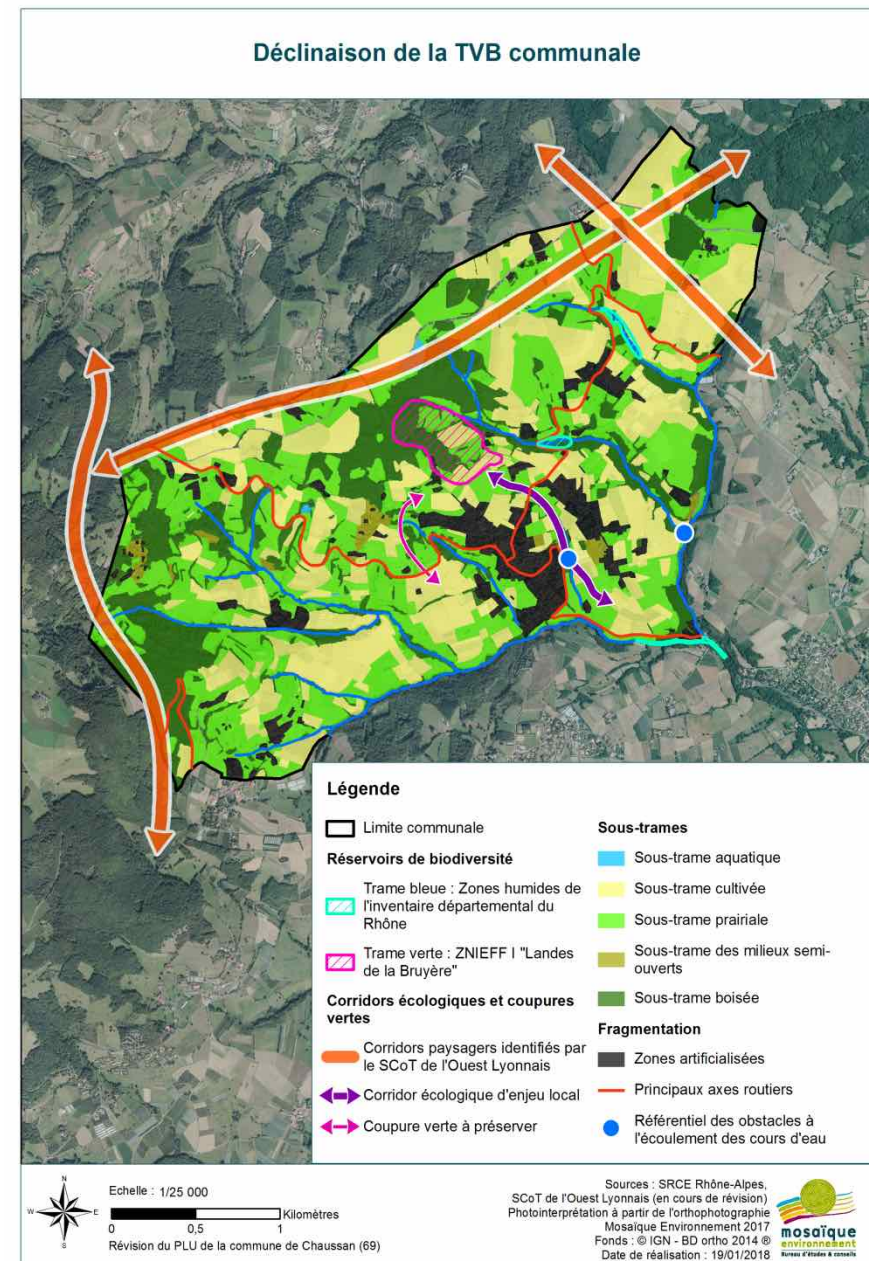 Déclinaison de la TVB communale
Légende
Limite communale
Réservoirs de biodiversité
Trame bleue : Zones humides de
l'inventaire départemental du
Rhône
Trame verte : ZNIEFF I "Landes
de la Bruyère"
Corridors écologiques et coupures
vertes
Corridors paysagers identifiés par
le SCoT de l'Ouest Lyonnais
Corridor écologique d'enjeu local
Coupure verte à préserver
Sous-trames
Sous-trame aquatique
Sous-trame cultivée
Sous-trame prairiale
Sous-trame des milieux semi-
ouverts
Sous-trame boisée
Fragmentation
Zones artificialisées
Principaux axes routiers
Référentiel des obstacles à
l'écoulement des cours d'eau
N
W
E
S
Echelle : 1/25 000
Kilomètres
0
0,5
1
Révision du PLU de la commune de Chaussan (69)
Sources : SRCE Rhône-Alpes,
SCoT de l'Ouest Lyonnais (en cours de révision)
Photointerprétation à partir de l'orthophotographie
Mosaïque Environnement 2017
Fonds : © IGN - BD ortho 2014 ®
Date de réalisation : 19/01/2018
mosaïque
environnement
Bureau d'études & conseils